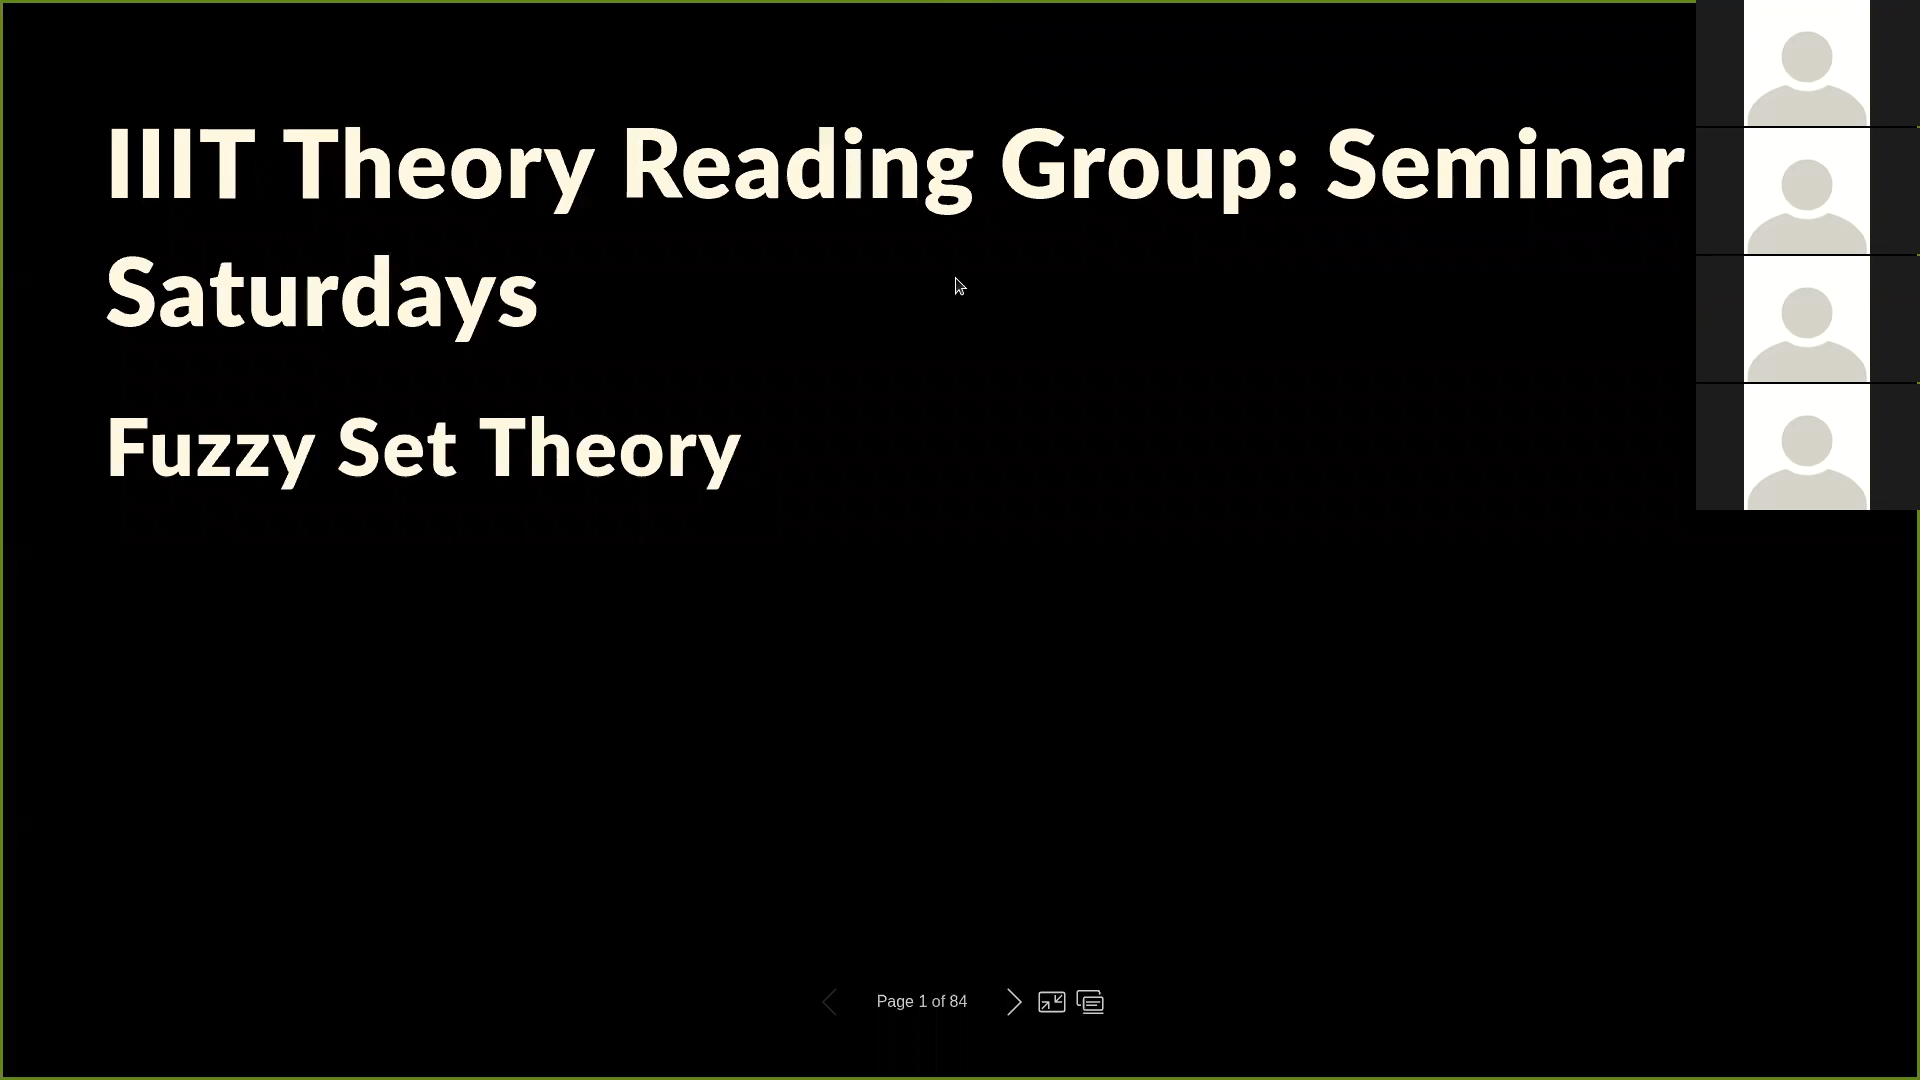 IIIT Theory Reading Group: Seminar
Saturdays
Fuzzy Set Theory
Page 1 of 84